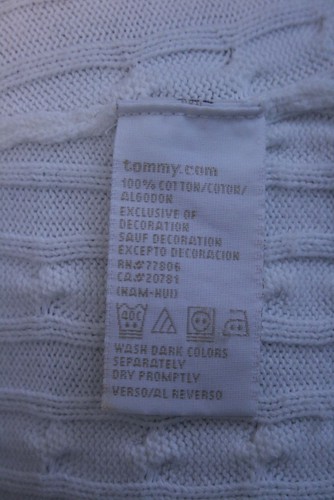 tommy.com
100% COTTON/COTON/
ALGODON
EXCLUSIVE OF
DECORATION
SAUF DECORATION
EXCEPTO DECORACION
RN#77806
CA#20781
(HAM-HUI)
40C
WASH DARK COLORS
SEPARATELY
DRY PROMPTLY
VERSO/AL REVERSO